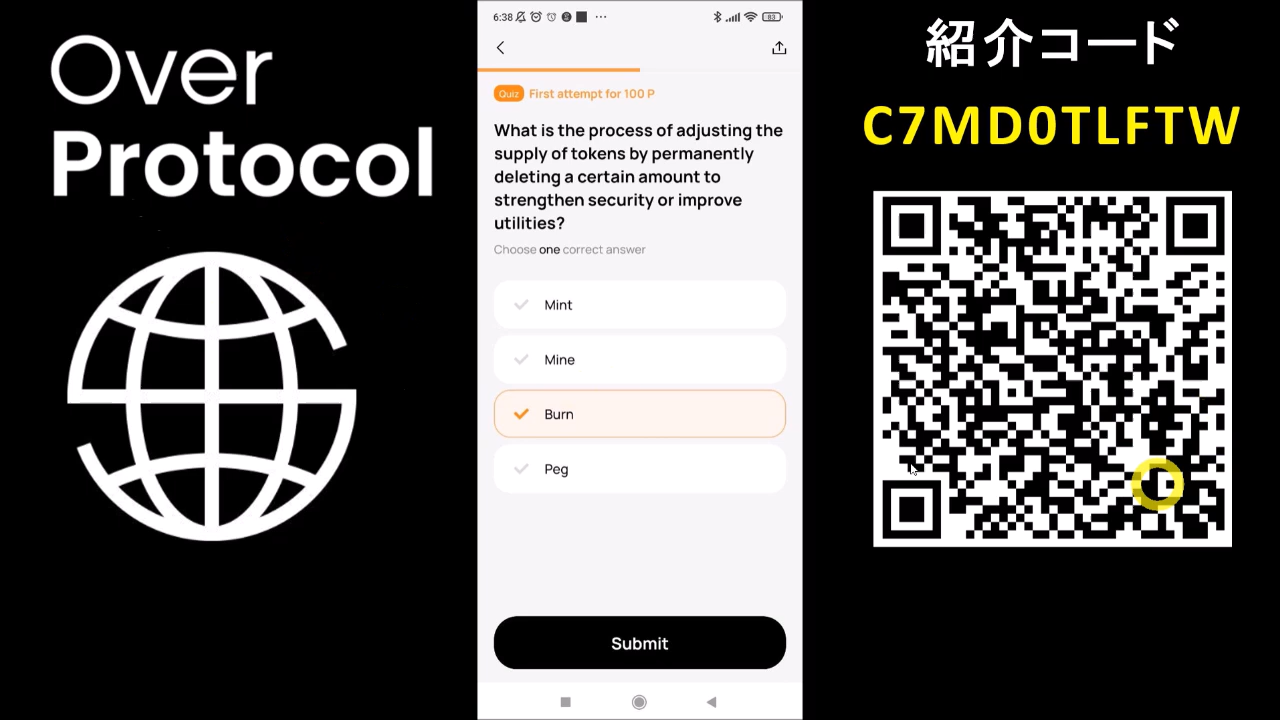 Over
Protocol
6:38
83
Quiz First attempt for 100 P
What is the process of adjusting the
supply of tokens by permanently
deleting a certain amount to
strengthen security or improve
utilities?
Choose one correct answer
Mint
Mine
Burn
Peg
Submit
紹介コード
C7MD0TLFTW